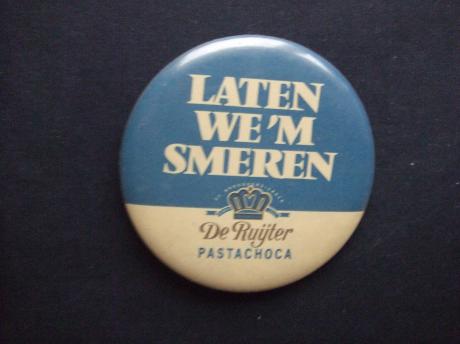 LATEN
WE 'M
SMEREN
De Ruijter
PASTACHOCA